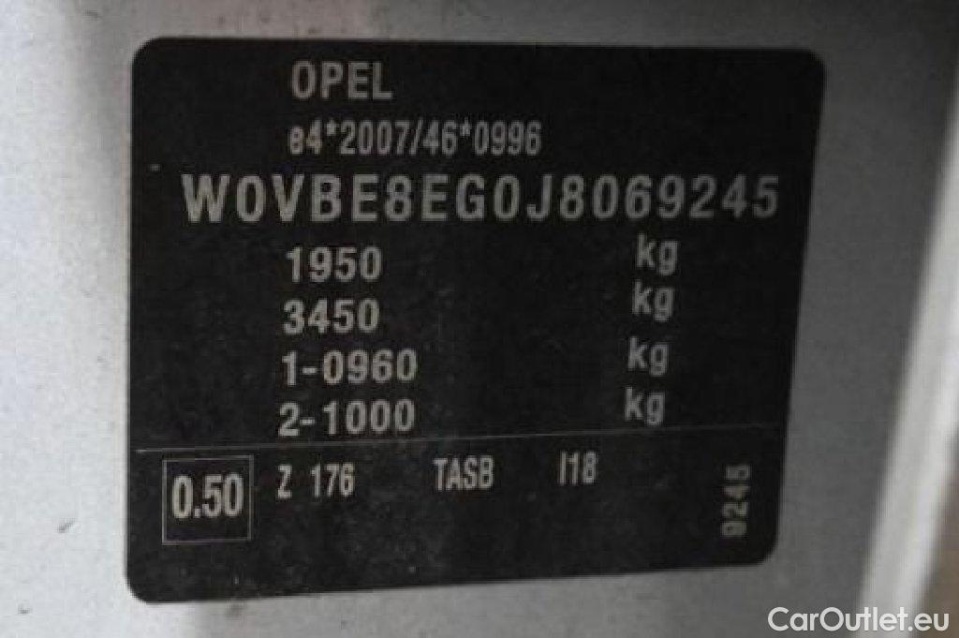 OPEL
e4*2007/46*0996
W0VBE8EG0J8069245
1950 kg
3450 kg
1-0960 kg
2-1000 kg
0.50 Z 176 TASB I18
9245
CarOutlet.eu